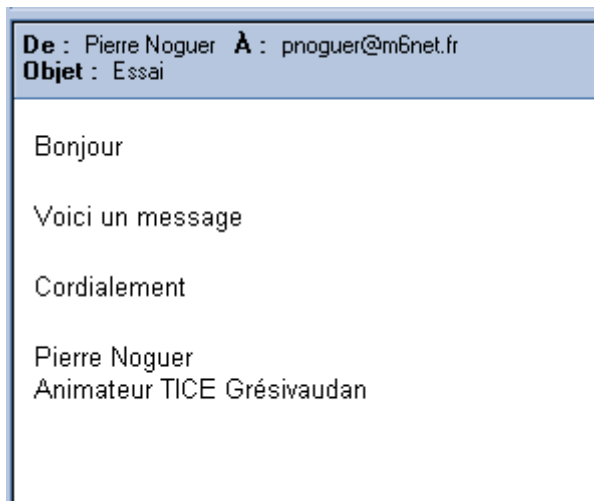 De : Pierre Noguer À : pnoguer@m6net.fr
Objet : Essai
Bonjour
Voici un message
Cordialement
Pierre Noguer
Animateur TICE Grésivaudan